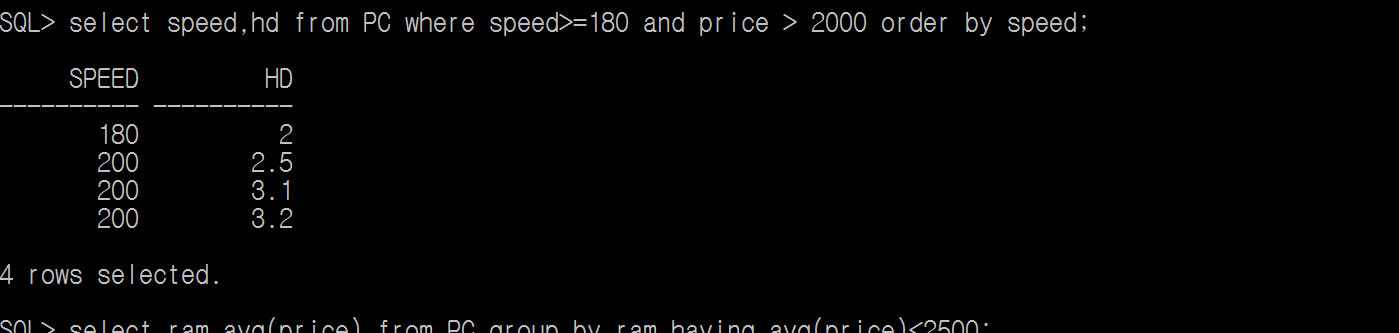 SQL> select speed,hd from PC where speed>=180 and price > 2000 order by speed;
SPEED HD
---------- ----------
180 2
200 2.5
200 3.1
200 3.2
4 rows selected.
SQL> select ram,avg(price) from PC group by ram having avg(price)<2500;